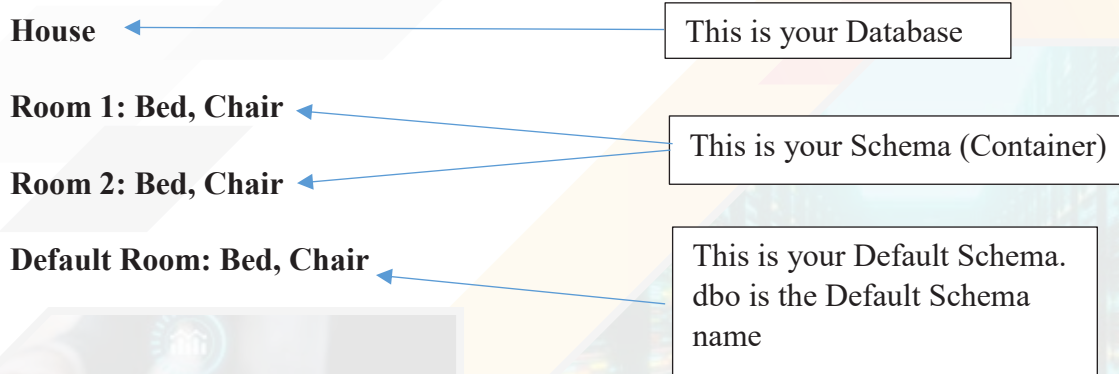 House
This is your Database
Room 1: Bed, Chair
This is your Schema (Container)
Room 2: Bed, Chair
Default Room: Bed, Chair
This is your Default Schema.
dbo is the Default Schema
name